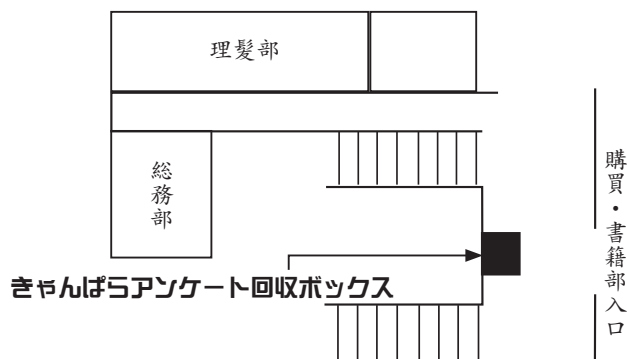 理髪部
総務部
購買・書籍部入口
きゃんぱらアンケート回収ボックス